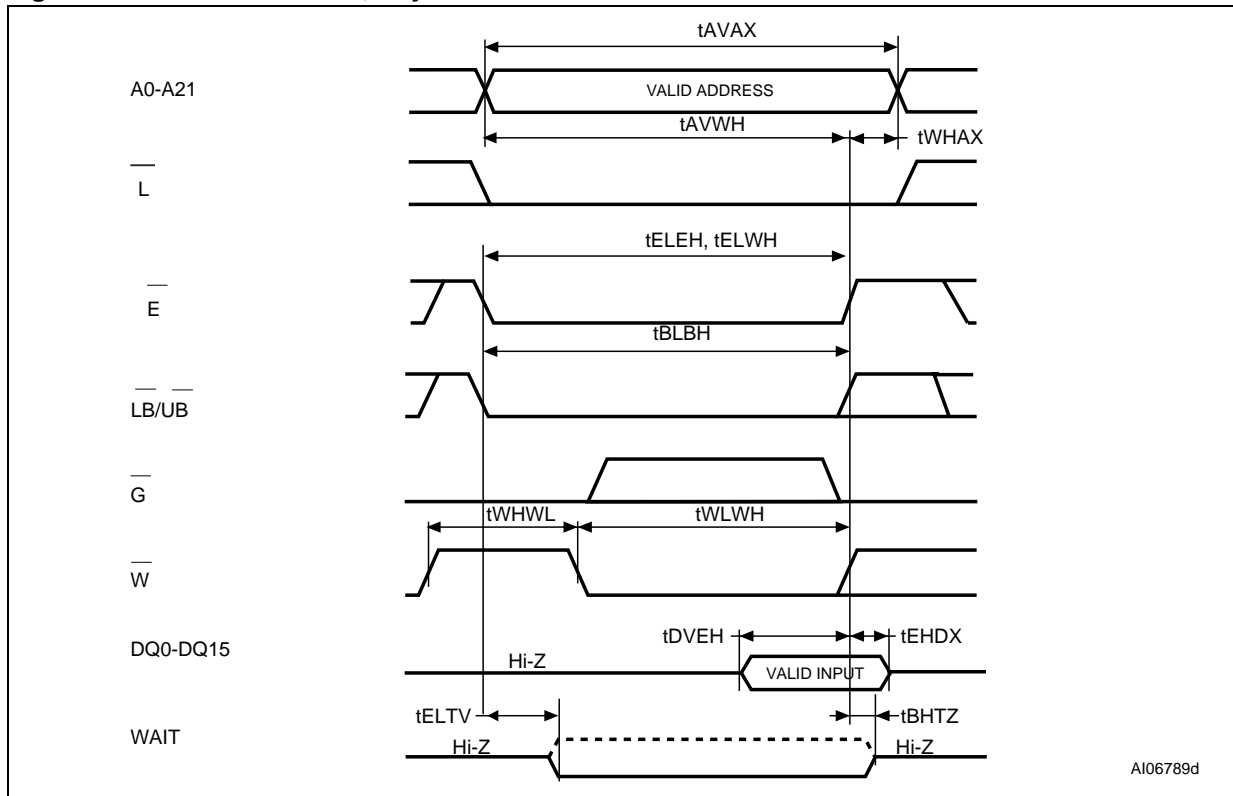 tAVAX
A0-A21
VALID ADDRESS
tAVWH
tWHAX
L
tELEH, tELWH
E
tBLBH
LB/UB
G
tWHWL
tWLWH
W
tDVEH
tEHDX
DQ0-DQ15
Hi-Z
VALID INPUT
tELTV
tBHTZ
WAIT
Hi-Z
Hi-Z
AI06789d